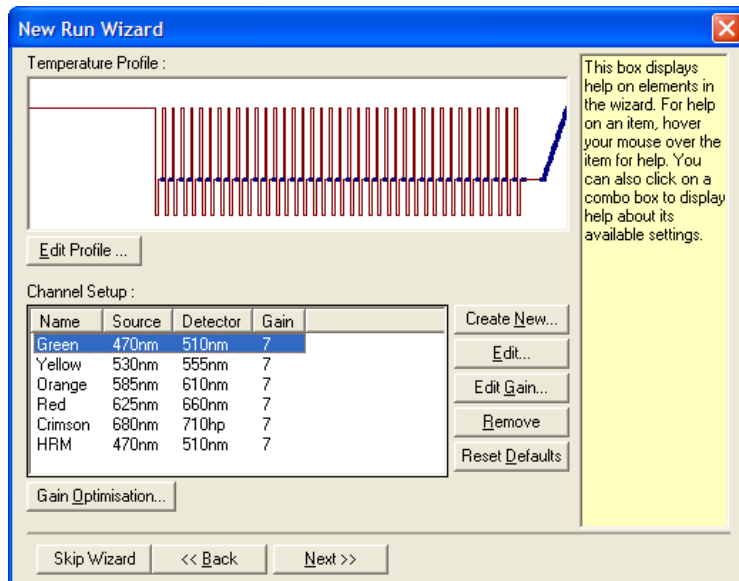 New Run Wizard
Temperature Profile :
Edit Profile ...
Channel Setup :
Name Source Detector Gain
Green 470nm 510nm 7
Yellow 530nm 555nm 7
Orange 585nm 610nm 7
Red 625nm 660nm 7
Crimson 680nm 710hp 7
HRM 470nm 510nm 7
Create New...
Edit...
Edit Gain...
Remove
Reset Defaults
Gain Optimisation...
This box displays
help on elements in
the wizard. For help
on an item, hover
your mouse over the
item for help. You
can also click on a
combo box to display
help about its
available settings.
Skip Wizard << Back Next >>